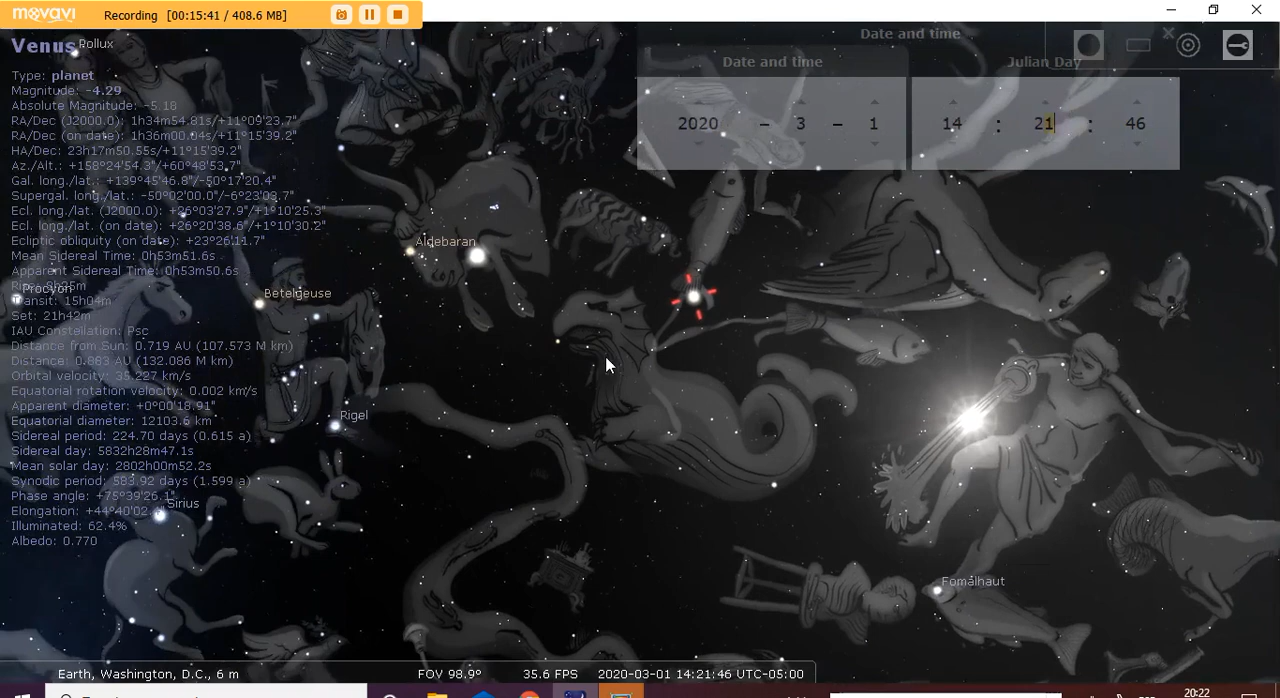 movavi Recording [00:15:41 / 408.6 MB]
Date and time
Date and time
Julian Day
2020 - 3 - 1 14 : 21 : 46
Venus
Pollux
Type: planet
Magnitude: -4.29
Absolute Magnitude: -5.18
RA/Dec (J2000.0): 1h34m54.81s/+11°09'23.7"
RA/Dec (on date): 1h36m00.04s/+11°15'39.2"
HA/Dec: 23h17m50.55s/+11°15'39.2"
Az./Alt.: +158°24'54.3"/+60°48'53.7"
Gal. long./lat.: +139°45'46.8"/-50°17'20.4"
Supergal. long./lat.: -50°02'00.0"/-6°23'03.7"
Ecl. long./lat. (J2000.0): +26°03'27.9"/+1°10'25.3"
Ecl. long./lat. (on date): +26°20'38.6"/+1°10'30.2"
Ecliptic obliquity (on date): +23°26'11.7"
Mean Sidereal Time: 0h53m51.6s
Apparent Sidereal Time: 0h53m50.6s
Procyon
Transit: 15h04m
Set: 21h42m
IAU Constellation: Psc
Distance from Sun: 0.719 AU (107.573 M km)
Distance: 0.883 AU (132.086 M km)
Orbital velocity: 35.227 km/s
Equatorial rotation velocity: 0.002 km/s
Apparent diameter: +0°00'18.91"
Equatorial diameter: 12103.6 km
Sidereal period: 224.70 days (0.615 a)
Sidereal day: 5832h28m47.1s
Mean solar day: 2802h00m52.2s
Synodic period: 583.92 days (1.599 a)
Phase angle: +75°39'26.1"
Elongation: +44°40'02.4"
Illuminated: 62.4%
Albedo: 0.770
Aldebaran
Betelgeuse
Rigel
Sirius
Fomalhaut
Earth, Washington, D.C., 6 m FOV 98.9° 35.6 FPS 2020-03-01 14:21:46 UTC-05:00
20:22